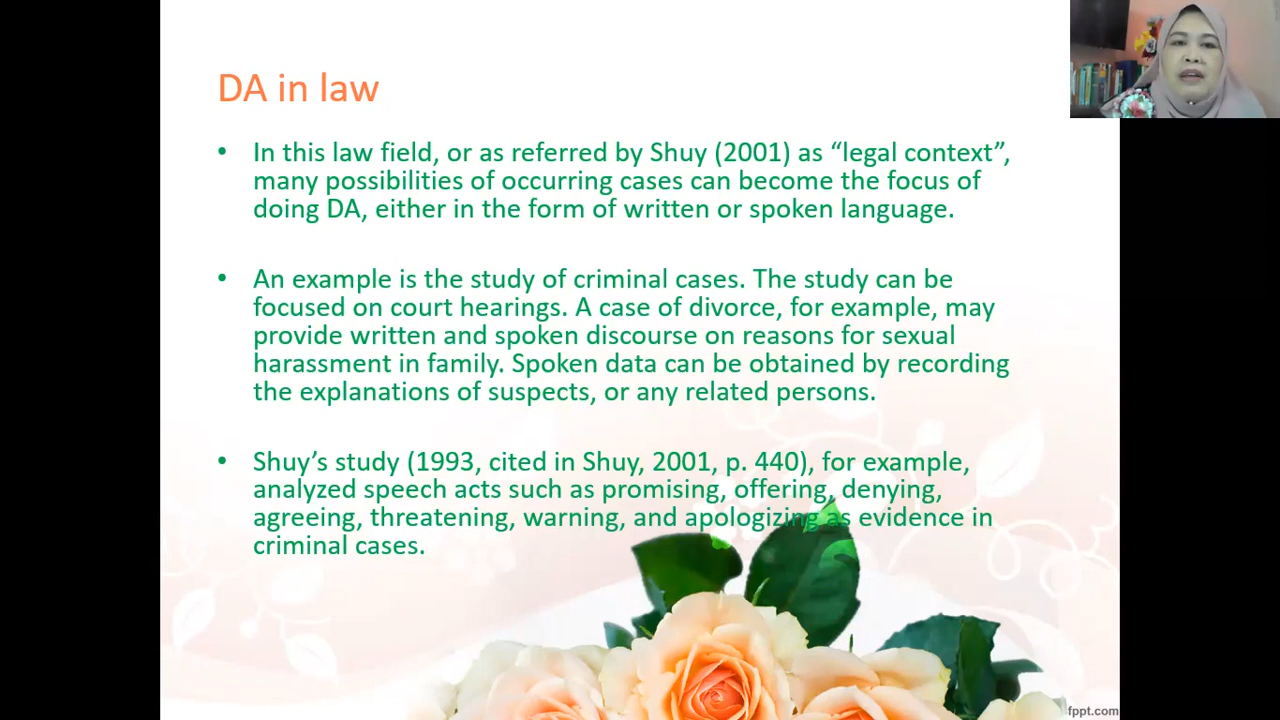 DA in law
• In this law field, or as referred by Shuy (2001) as “legal context”,
many possibilities of occurring cases can become the focus of
doing DA, either in the form of written or spoken language.
• An example is the study of criminal cases. The study can be
focused on court hearings. A case of divorce, for example, may
provide written and spoken discourse on reasons for sexual
harassment in family. Spoken data can be obtained by recording
the explanations of suspects, or any related persons.
• Shuy’s study (1993, cited in Shuy, 2001, p. 440), for example,
analyzed speech acts such as promising, offering, denying,
agreeing, threatening, warning, and apologizing as evidence in
criminal cases.
fppt.com